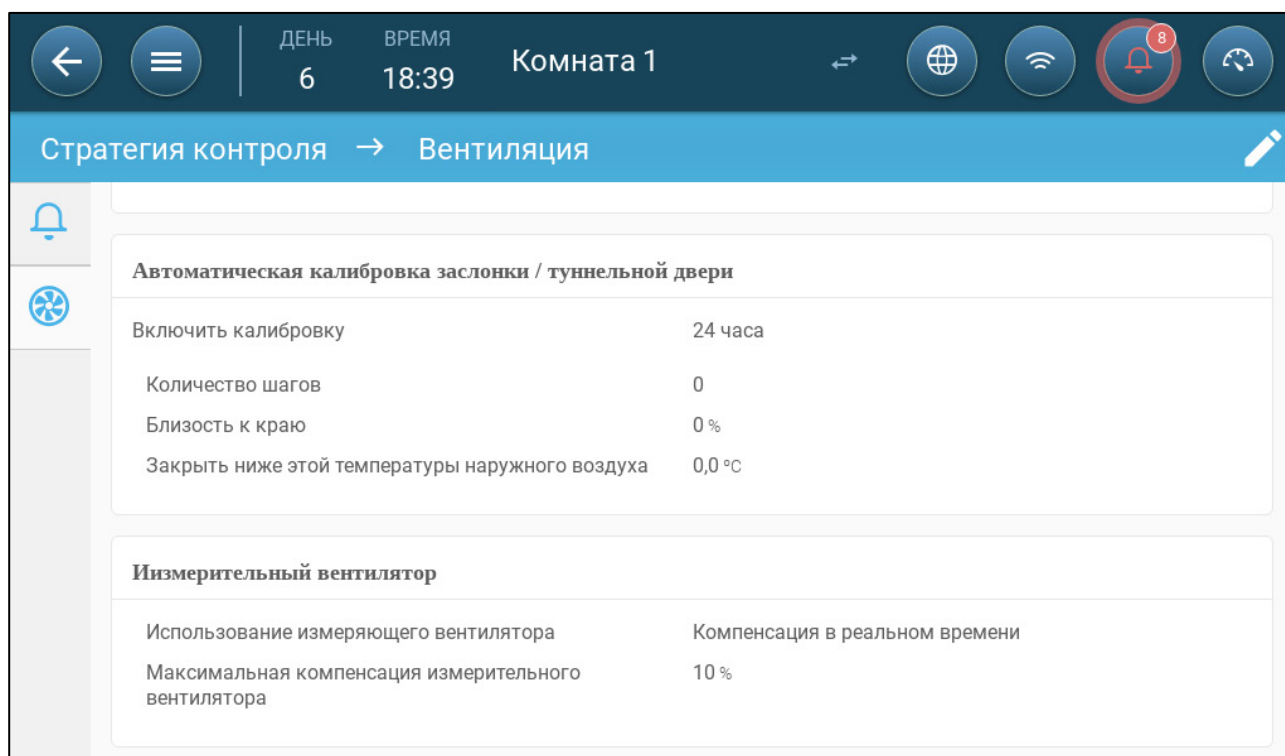 ДЕНЬ ВРЕМЯ
6 18:39 Комната 1 8
Стратегия контроля → Вентиляция
Автоматическая калибровка заслонки / туннельной двери
Включить калибровку 24 часа
Количество шагов 0
Близость к краю 0 %
Закрыть ниже этой температуры наружного воздуха 0,0 ºC
Иизмерительный вентилятор
Использование измеряющего вентилятора Компенсация в реальном времени
Максимальная компенсация измерительного 10 %
вентилятора